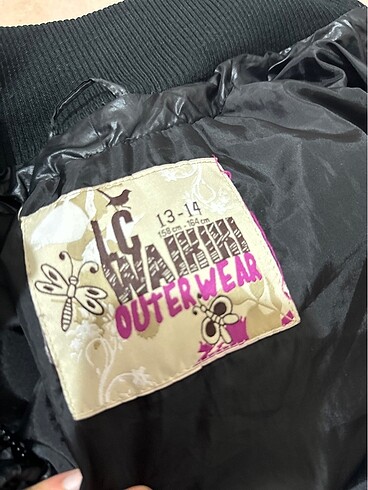 13-14
158 cm - 164 cm
LC
WAIKIKI
OUTERWEAR